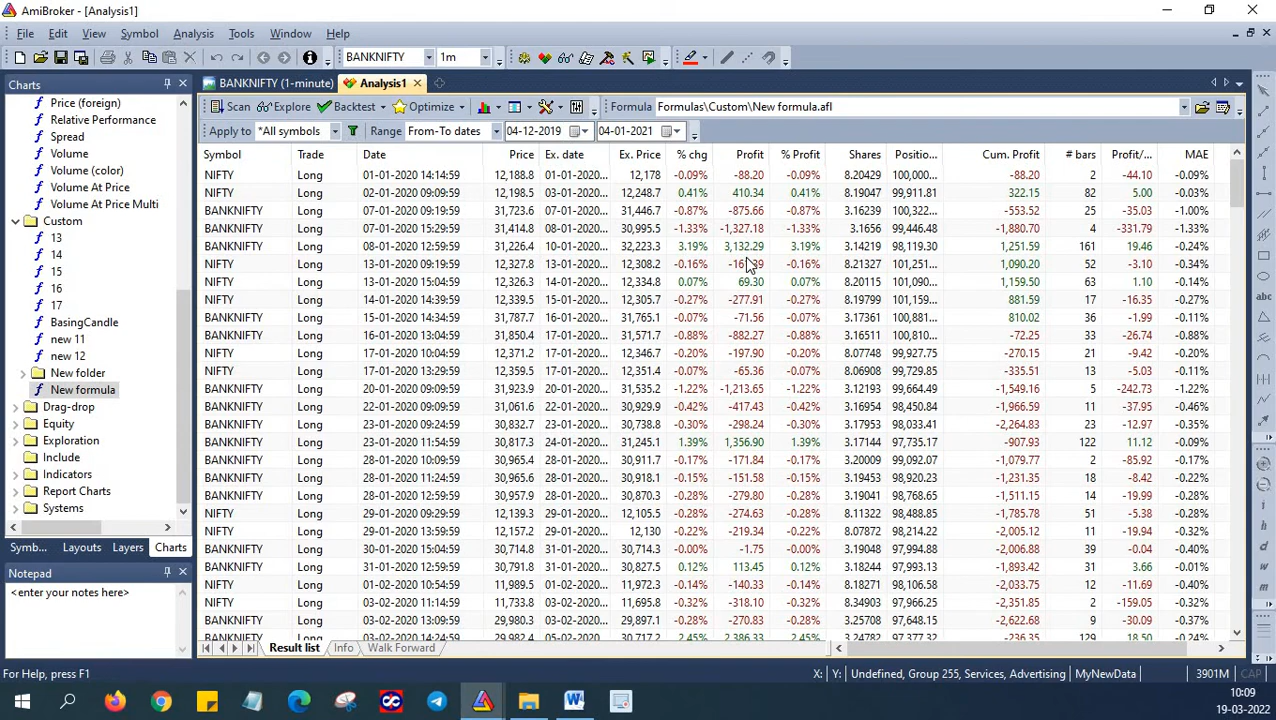 AmiBroker - [Analysis1]
File Edit View Symbol Analysis Tools Window Help
BANKNIFTY 1m
Charts BANKNIFTY (1-minute) Analysis1
Price (foreign)
Relative Performance
Spread
Volume
Volume (color)
Volume At Price
Volume At Price Multi
Custom
13
14
15
16
17
BasingCandle
new 11
new 12
New folder
New formula
Drag-drop
Equity
Exploration
Include
Indicators
Report Charts
Systems
Symb... Layouts Layers Charts
Notepad
<enter your notes here>
Scan Explore Backtest Optimize Formula Formulas\Custom\New formula.afl
Apply to *All symbols Range From-To dates 04-12-2019 04-01-2021
Symbol Trade Date Price Ex. date Ex. Price % chg Profit % Profit Shares Positio... Cum. Profit # bars Profit/... MAE
NIFTY Long 01-01-2020 14:14:59 12,188.8 01-01-2020... 12,178 -0.09% -88.20 -0.09% 8.20429 100,000... -88.20 2 -44.10 -0.09%
NIFTY Long 02-01-2020 09:09:59 12,198.5 03-01-2020... 12,248.7 0.41% 410.34 0.41% 8.19047 99,911.81 322.15 82 5.00 -0.03%
BANKNIFTY Long 07-01-2020 09:19:59 31,723.6 07-01-2020... 31,446.7 -0.87% -875.66 -0.87% 3.16239 100,322... -553.52 25 -35.03 -1.00%
BANKNIFTY Long 07-01-2020 15:29:59 31,414.8 08-01-2020... 30,995.5 -1.33% -1,327.18 -1.33% 3.1656 99,446.48 -1,880.70 4 -331.79 -1.33%
BANKNIFTY Long 08-01-2020 12:59:59 31,226.4 10-01-2020... 32,223.3 3.19% 3,132.29 3.19% 3.14219 98,119.30 1,251.59 161 19.46 -0.24%
NIFTY Long 13-01-2020 09:19:59 12,327.8 13-01-2020... 12,308.2 -0.16% -0.16% 8.21327 101,251... 1,090.20 52 -3.10 -0.34%
NIFTY Long 13-01-2020 15:04:59 12,326.3 14-01-2020... 12,334.8 0.07% 69.30 0.07% 8.20115 101,090... 1,159.50 63 1.10 -0.14%
NIFTY Long 14-01-2020 14:39:59 12,339.5 15-01-2020... 12,305.7 -0.27% -277.91 -0.27% 8.19799 101,159... 881.59 17 -16.35 -0.27%
BANKNIFTY Long 15-01-2020 14:54:59 31,787.7 16-01-2020... 31,765.1 -0.07% -71.56 -0.07% 3.17361 100,881... 810.02 36 -1.99 -0.11%
BANKNIFTY Long 16-01-2020 13:04:59 31,850.4 17-01-2020... 31,571.7 -0.88% -882.27 -0.88% 3.16511 100,810... -72.25 33 -26.74 -0.88%
NIFTY Long 17-01-2020 10:04:59 12,371.2 17-01-2020... 12,346.7 -0.20% -197.90 -0.20% 8.07748 99,927.75 -270.15 21 -9.42 -0.20%
NIFTY Long 17-01-2020 13:39:59 12,359.5 17-01-2020... 12,351.4 -0.07% -65.36 -0.07% 8.06908 99,729.85 -335.51 13 -5.03 -0.17%
BANKNIFTY Long 20-01-2020 09:09:59 31,923.9 20-01-2020... 31,535.2 -1.22% -1,213.65 -1.22% 3.12193 99,664.49 -1,549.16 5 -242.73 -1.22%
BANKNIFTY Long 22-01-2020 09:09:59 31,061.6 22-01-2020... 30,929.9 -0.42% -417.43 -0.42% 3.16954 98,450.84 -1,966.59 11 -37.95 -0.46%
BANKNIFTY Long 23-01-2020 09:09:59 30,832.7 23-01-2020... 30,738.8 -0.30% -298.24 -0.30% 3.17953 98,033.41 -2,264.83 23 -12.97 -0.35%
BANKNIFTY Long 23-01-2020 11:54:59 30,817.3 24-01-2020... 31,245.1 1.39% 1,356.90 1.39% 3.17144 97,735.17 -907.93 122 11.12 -0.09%
BANKNIFTY Long 28-01-2020 10:09:59 30,965.4 28-01-2020... 30,911.7 -0.17% -171.84 -0.17% 3.20009 99,092.07 -1,079.77 2 -85.92 -0.17%
BANKNIFTY Long 28-01-2020 11:24:59 30,965.6 28-01-2020... 30,918.1 -0.15% -151.58 -0.15% 3.19453 98,920.23 -1,231.35 18 -8.42 -0.22%
BANKNIFTY Long 28-01-2020 12:59:59 30,957.9 28-01-2020... 30,870.3 -0.28% -279.80 -0.28% 3.19041 98,768.65 -1,511.15 14 -19.99 -0.28%
NIFTY Long 29-01-2020 09:09:59 12,139.3 29-01-2020... 12,105.5 -0.28% -274.63 -0.28% 8.11328 98,488.85 -1,785.78 51 -5.38 -0.28%
NIFTY Long 29-01-2020 13:59:59 12,157.2 29-01-2020... 12,130 -0.22% -219.34 -0.22% 8.07872 98,214.22 -2,005.12 11 -19.94 -0.23%
BANKNIFTY Long 30-01-2020 15:04:59 30,714.8 31-01-2020... 30,714.3 -0.00% -1.75 -0.00% 3.19048 97,994.88 -2,006.88 39 -0.04 -0.40%
BANKNIFTY Long 31-01-2020 12:24:59 30,791.8 31-01-2020... 30,827.5 0.12% 113.45 0.12% 3.18244 97,993.13 -1,893.42 31 3.66 -0.01%
NIFTY Long 01-02-2020 10:54:59 11,989.5 01-02-2020... 11,972.3 -0.14% -140.33 -0.14% 8.18271 98,106.58 -2,033.75 12 -11.69 -0.40%
NIFTY Long 03-02-2020 11:14:59 11,733.8 03-02-2020... 11,695.8 -0.32% -318.10 -0.32% 8.34903 97,966.25 -2,351.85 2 -159.05 -0.32%
BANKNIFTY Long 03-02-2020 11:19:59 29,980.3 03-02-2020... 29,897.1 -0.28% -270.83 -0.28% 3.25719 97,648.15 -2,622.68 9 -30.09 -0.37%
BANKNIFTY Long 03-02-2020 14:24:59 29,982.4 03-02-2020 30,717.2 2.45% 2,386.33 2.45% 3.24782 97,377.32 -236.35 129 18.50 -0.24%
Result list Info Walk Forward
For Help, press F1 X: Y: Undefined, Group 255, Services, Advertising MyNewData 3901M CAP
10:09
19-03-2022